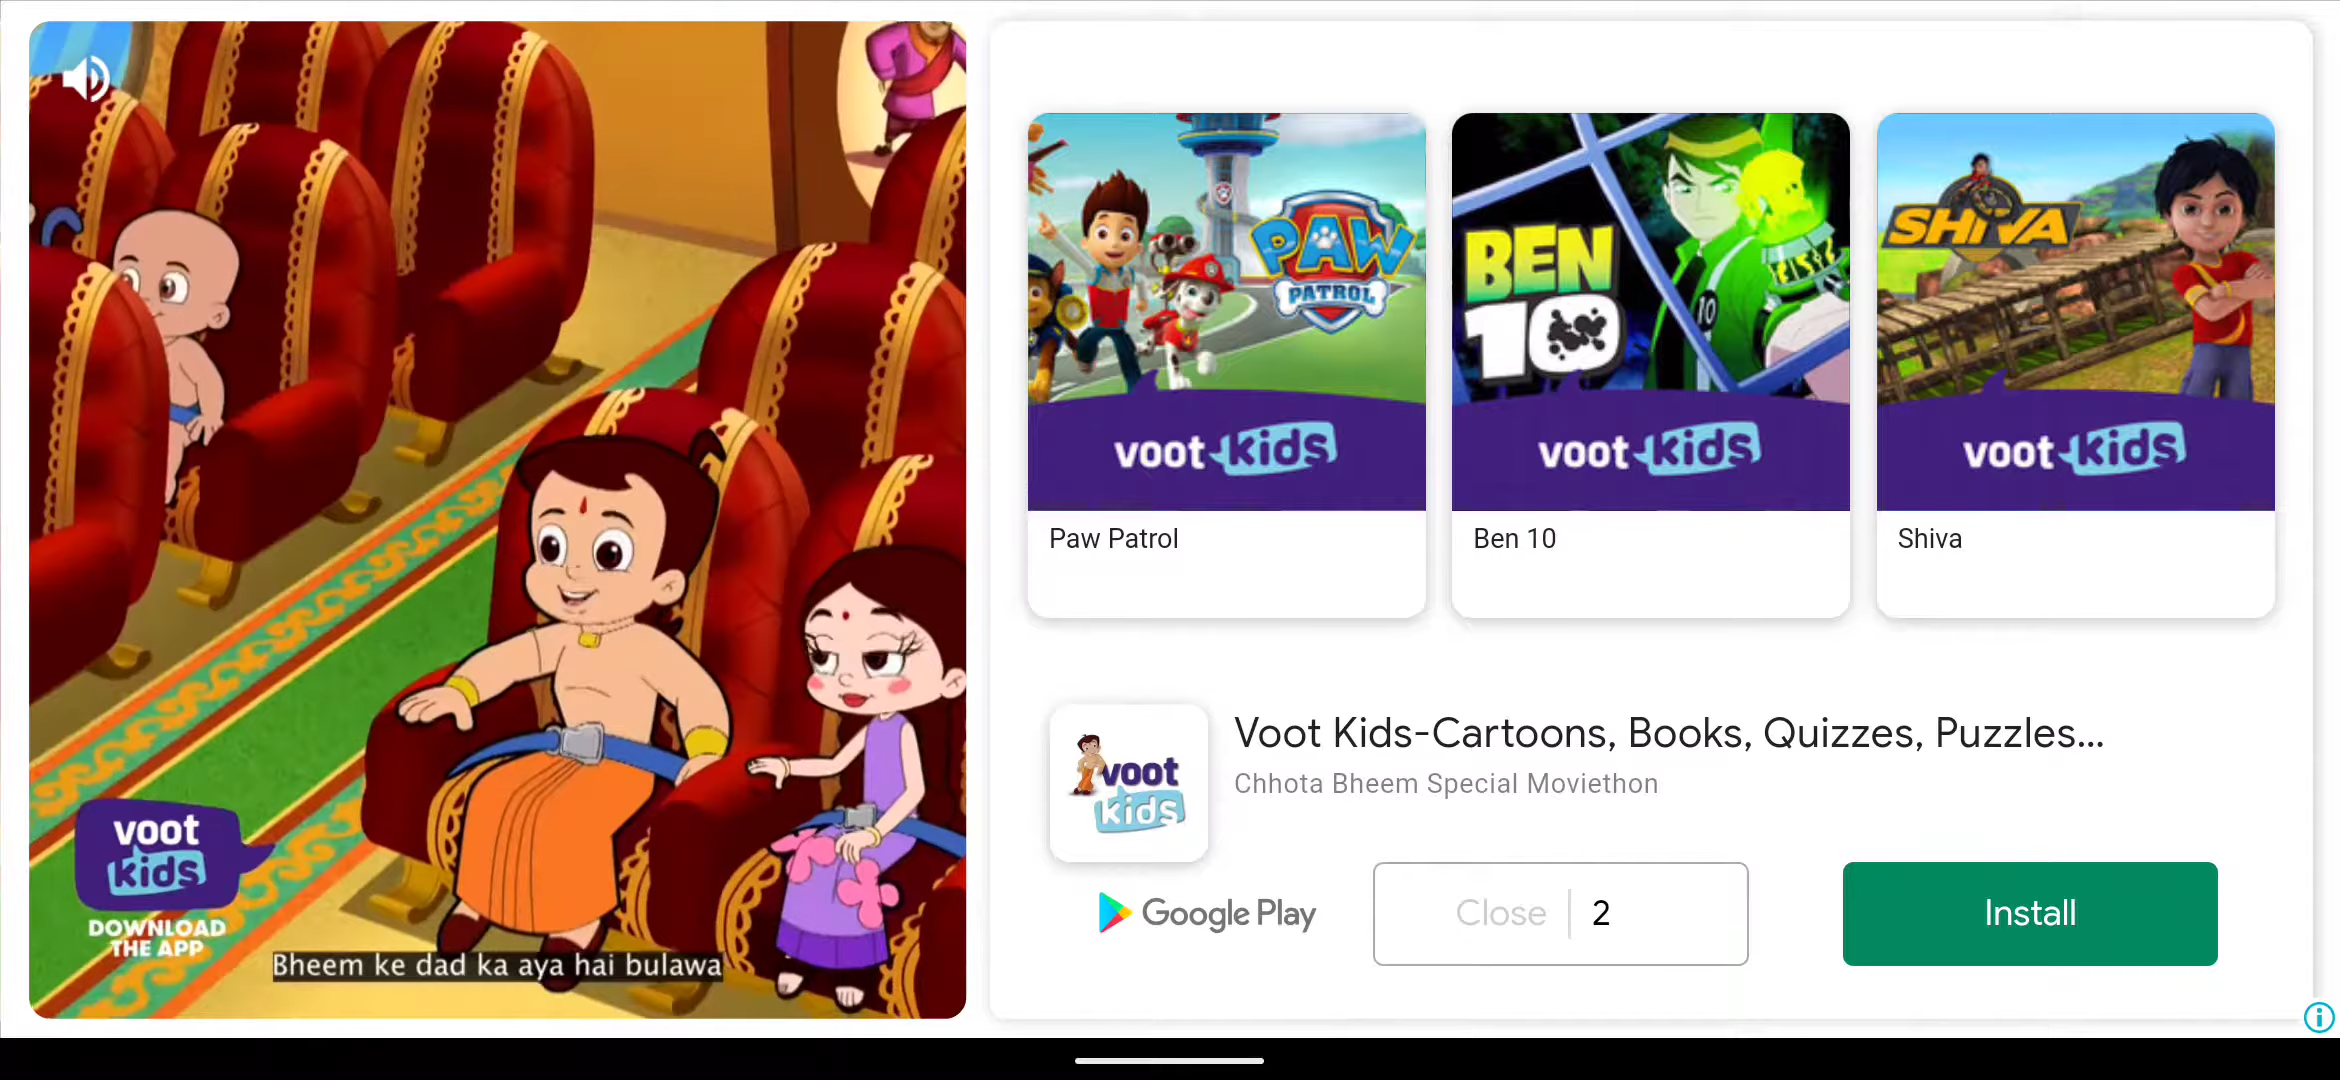 voot
kids
DOWNLOAD
THE APP
Bheem ke dad ka aya hai bulawa
PAW
PATROL
voot kids
Paw Patrol
BEN
10
10
voot kids
Ben 10
SHIVA
voot kids
Shiva
voot
kids
Voot Kids-Cartoons, Books, Quizzes, Puzzles...
Chhota Bheem Special Moviethon
Google Play
Close 2
Install